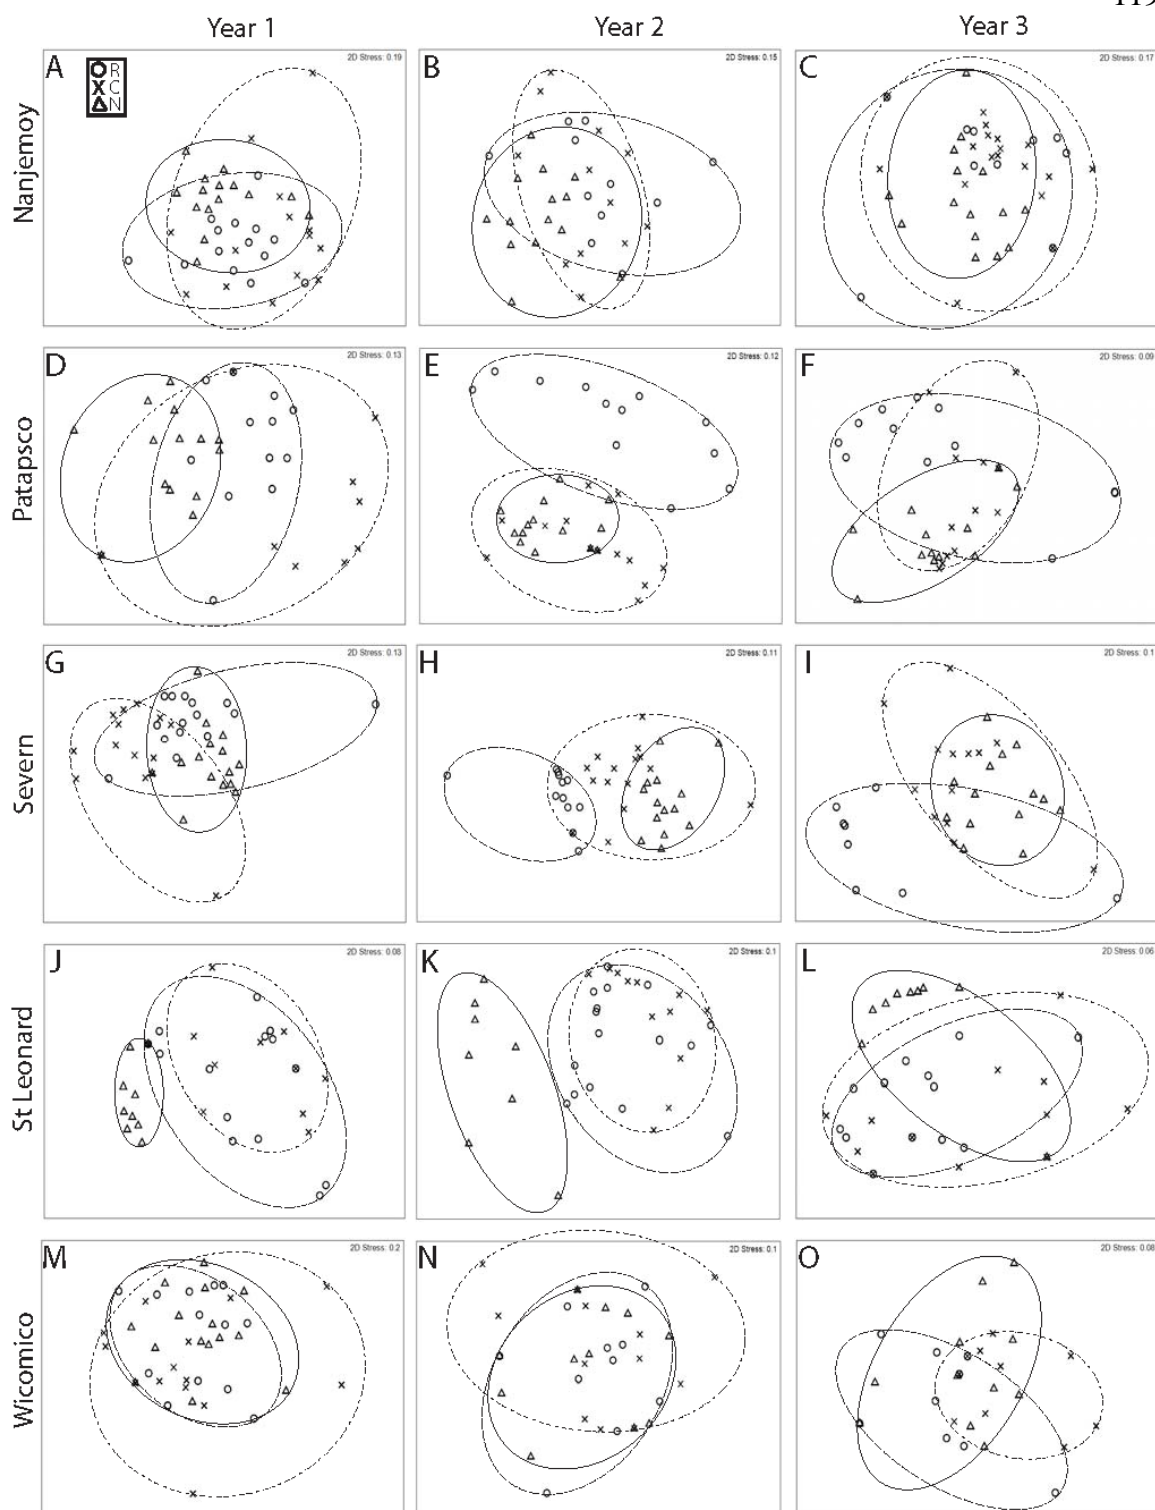 119
Year 1
Year 2
Year 3
Nanjemoy
A
O R
X C
△ N
2D Stress: 0.19
B
2D Stress: 0.15
C
2D Stress: 0.17
Patapsco
D
2D Stress: 0.13
E
2D Stress: 0.12
F
2D Stress: 0.09
Severn
G
2D Stress: 0.13
H
2D Stress: 0.11
I
2D Stress: 0.1
St Leonard
J
2D Stress: 0.08
K
2D Stress: 0.1
L
2D Stress: 0.06
Wicomico
M
2D Stress: 0.2
N
2D Stress: 0.1
O
2D Stress: 0.08